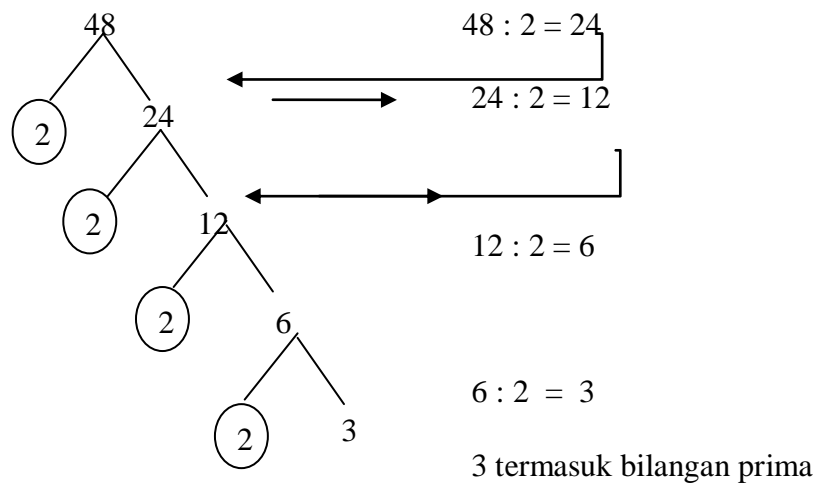 48 48 : 2 = 24
24 : 2 = 12
2 24
2 12
12 : 2 = 6
2 6
6 : 2 = 3
2 3
3 termasuk bilangan prima